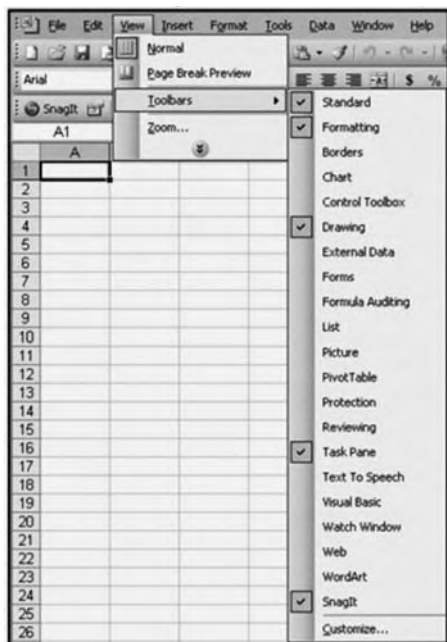 File Edit View Insert Format Tools Data Window Help
Normal
Page Break Preview
Arial
$ %
Toolbars
Standard
SnagIt
Zoom...
Formatting
A1
Borders
A
Chart
1
Control Toolbox
2
3
4
Drawing
5
External Data
6
Forms
7
Formula Auditing
8
9
List
10
Picture
11
12
PivotTable
13
Protection
14
Reviewing
15
16
Task Pane
17
Text To Speech
18
19
Visual Basic
20
Watch Window
21
22
Web
23
WordArt
24
SnagIt
25
26
Customize...